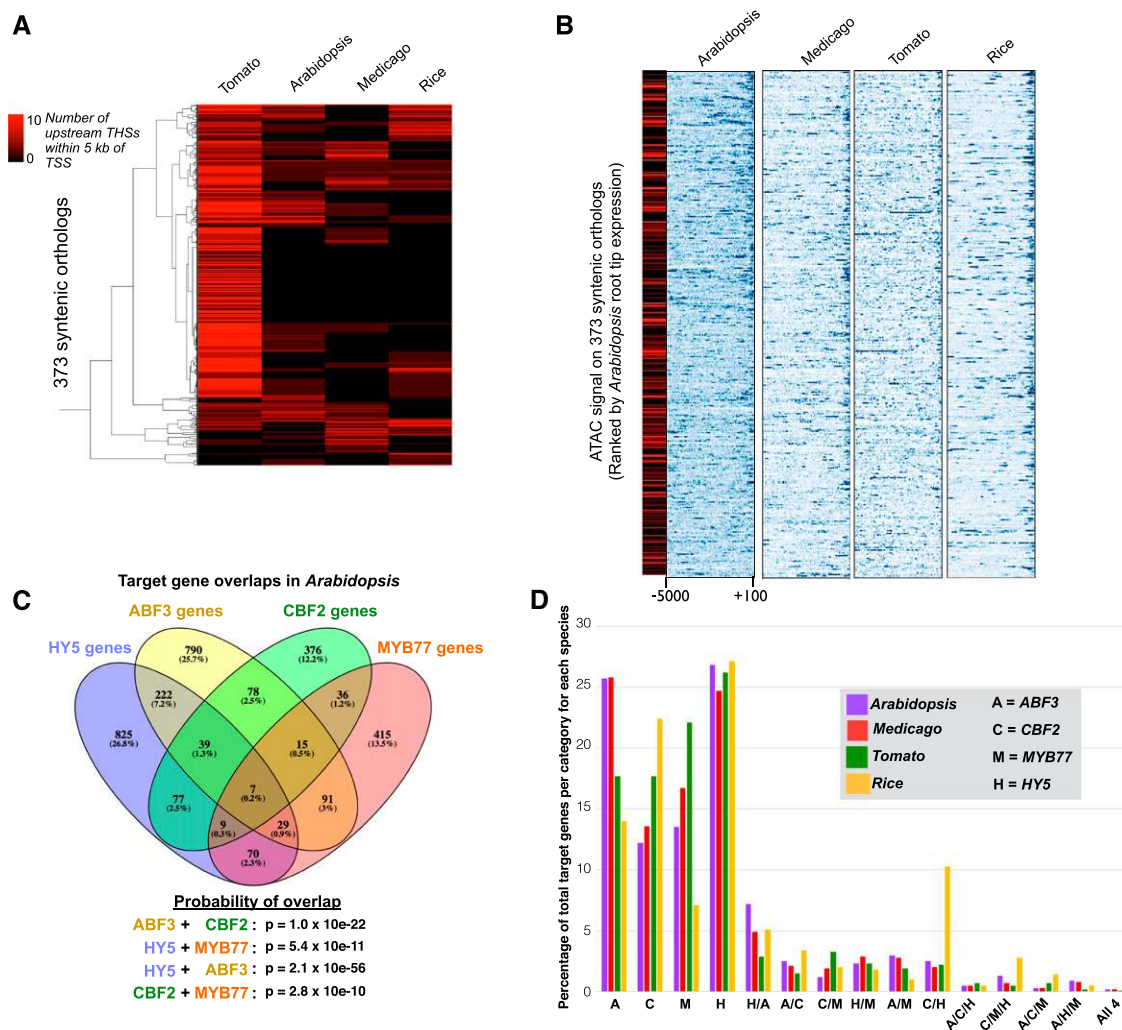 A
Tomato
Arabidopsis
Medicago
Rice
10
0
Number of
upstream THSs
within 5 kb of
TSS
373 syntenic orthologs
B
Arabidopsis
Medicago
Tomato
Rice
ATAC signal on 373 syntenic orthologs
(Ranked by Arabidopsis root tip expression)
-5000
+100
C
Target gene overlaps in Arabidopsis
ABF3 genes
CBF2 genes
HY5 genes
MYB77 genes
790
(25.7%)
376
(12.2%)
222
(7.2%)
78
(2.5%)
36
(1.2%)
825
(26.8%)
39
(1.3%)
15
(0.5%)
415
(13.5%)
77
(2.5%)
7
(0.2%)
91
(3%)
9
(0.3%)
29
(0.9%)
70
(2.3%)
Probability of overlap
ABF3 + CBF2 : p = 1.0 x 10e-22
HY5 + MYB77 : p = 5.4 x 10e-11
HY5 + ABF3 : p = 2.1 x 10e-56
CBF2 + MYB77 : p = 2.8 x 10e-10
D
Percentage of total target genes per category for each species
30
25
20
15
10
5
0
Arabidopsis
Medicago
Tomato
Rice
A = ABF3
C = CBF2
M = MYB77
H = HY5
A
C
M
H
H/A
A/C
C/M
H/M
A/M
C/H
A/C/H
C/M/H
A/C/M
A/H/M
All 4